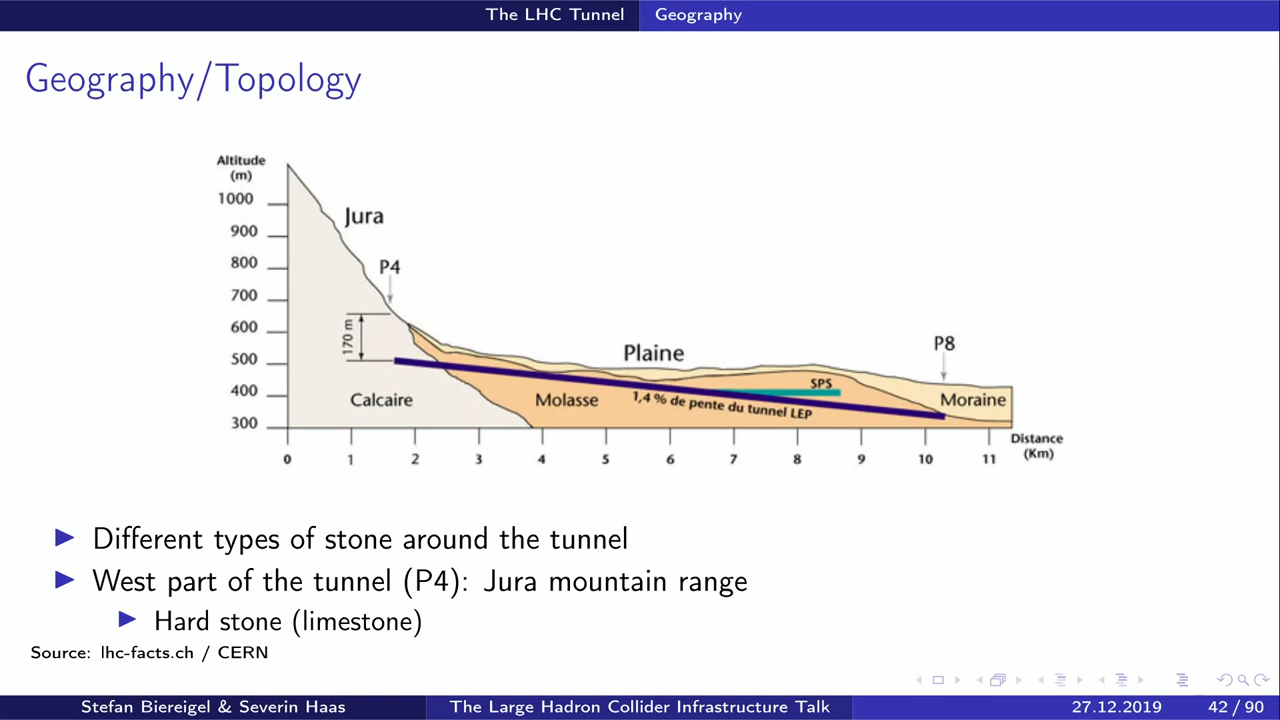 The LHC Tunnel Geography
Geography/Topology
Altitude
(m)
1000
900
800
700
600
500
400
300
Jura
P4
170 m
Plaine
P8
SPS
Calcaire
Molasse
1,4 % de pente du tunnel LEP
Moraine
0 1 2 3 4 5 6 7 8 9 10 11
Distance
(Km)
Different types of stone around the tunnel
West part of the tunnel (P4): Jura mountain range
Hard stone (limestone)
Source: lhc-facts.ch / CERN
Stefan Biereigel & Severin Haas The Large Hadron Collider Infrastructure Talk 27.12.2019 42 / 90